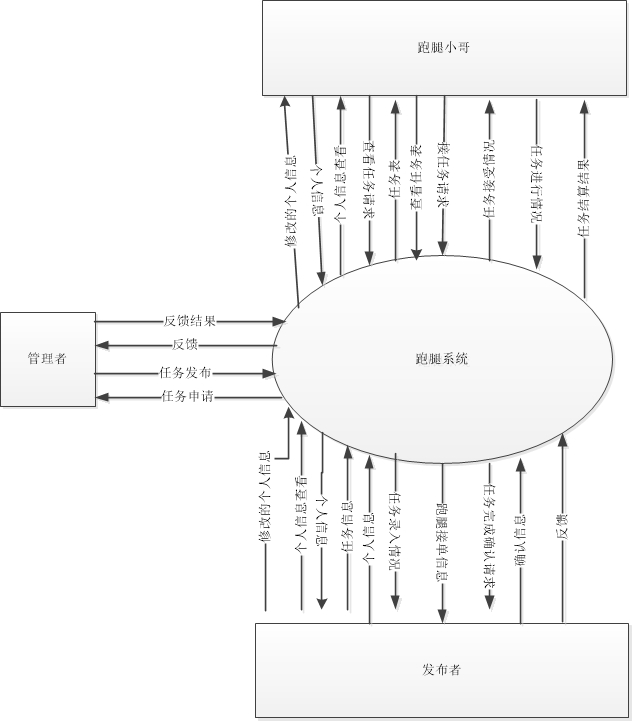 跑腿小哥
修改的个人信息
个人信息
个人信息查看
查看任务请求
任务表
查看任务表
接任务请求
任务接受情况
任务进行情况
任务结算结果
反馈结果
反馈
任务发布
任务申请
管理者
跑腿系统
修改的个人信息
个人信息查看
个人信息
任务信息
个人信息
任务录入情况
跑腿接单信息
任务完成确认请求
确认信息
反馈
发布者